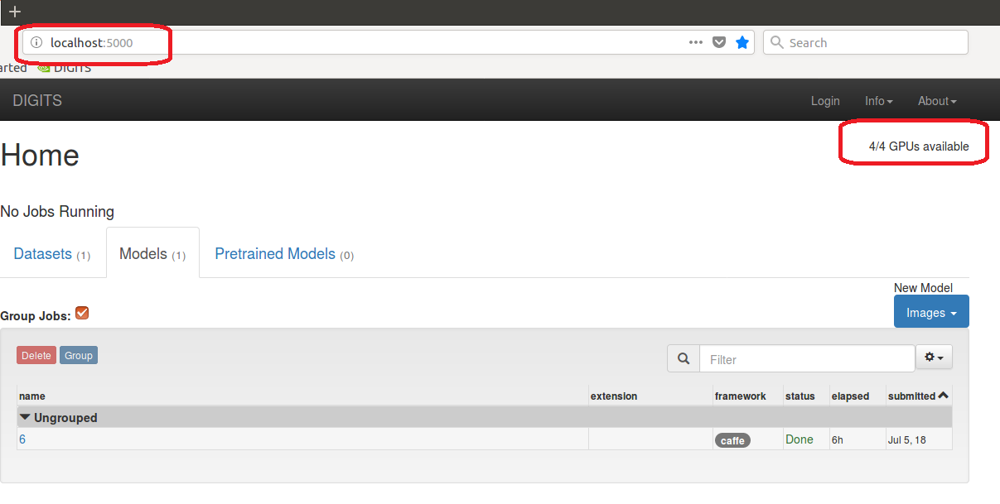 localhost:5000
Search
arted DIGITS
DIGITS Login Info About
4/4 GPUs available
Home
No Jobs Running
Datasets (1) Models (1) Pretrained Models (0)
New Model
Group Jobs: Images
Delete Group Filter
name extension framework status elapsed submitted
Ungrouped
6 caffe Done 6h Jul 5, 18